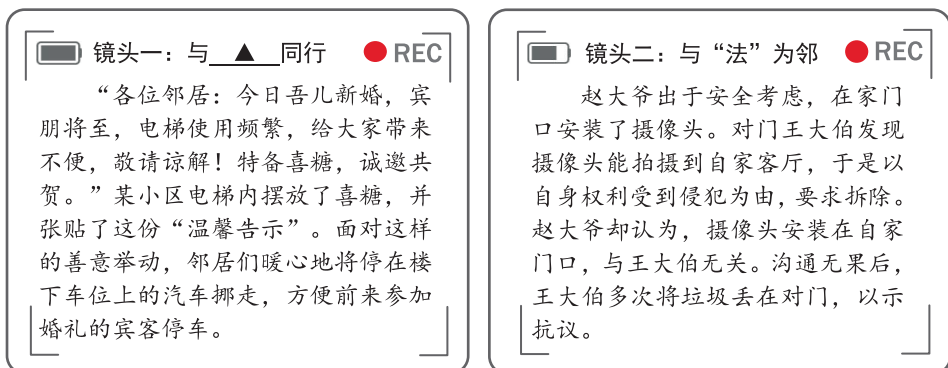 镜头一：与 ▲ 同行
REC
“各位邻居：今日吾儿新婚，宾
朋将至，电梯使用频繁，给大家带来
不便，敬请谅解！特备喜糖，诚邀共
贺。”某小区电梯内摆放了喜糖，并
张贴了这份“温馨告示”。面对这样
的善意举动，邻居们暖心地将停在楼
下车位上的汽车挪走，方便前来参加
婚礼的宾客停车。
镜头二：与“法”为邻
REC
赵大爷出于安全考虑，在家门
口安装了摄像头。对门王大伯发现
摄像头能拍摄到自家客厅，于是以
自身权利受到侵犯为由，要求拆除。
赵大爷却认为，摄像头安装在自家
门口，与王大伯无关。沟通无果后，
王大伯多次将垃圾丢在对门，以示
抗议。